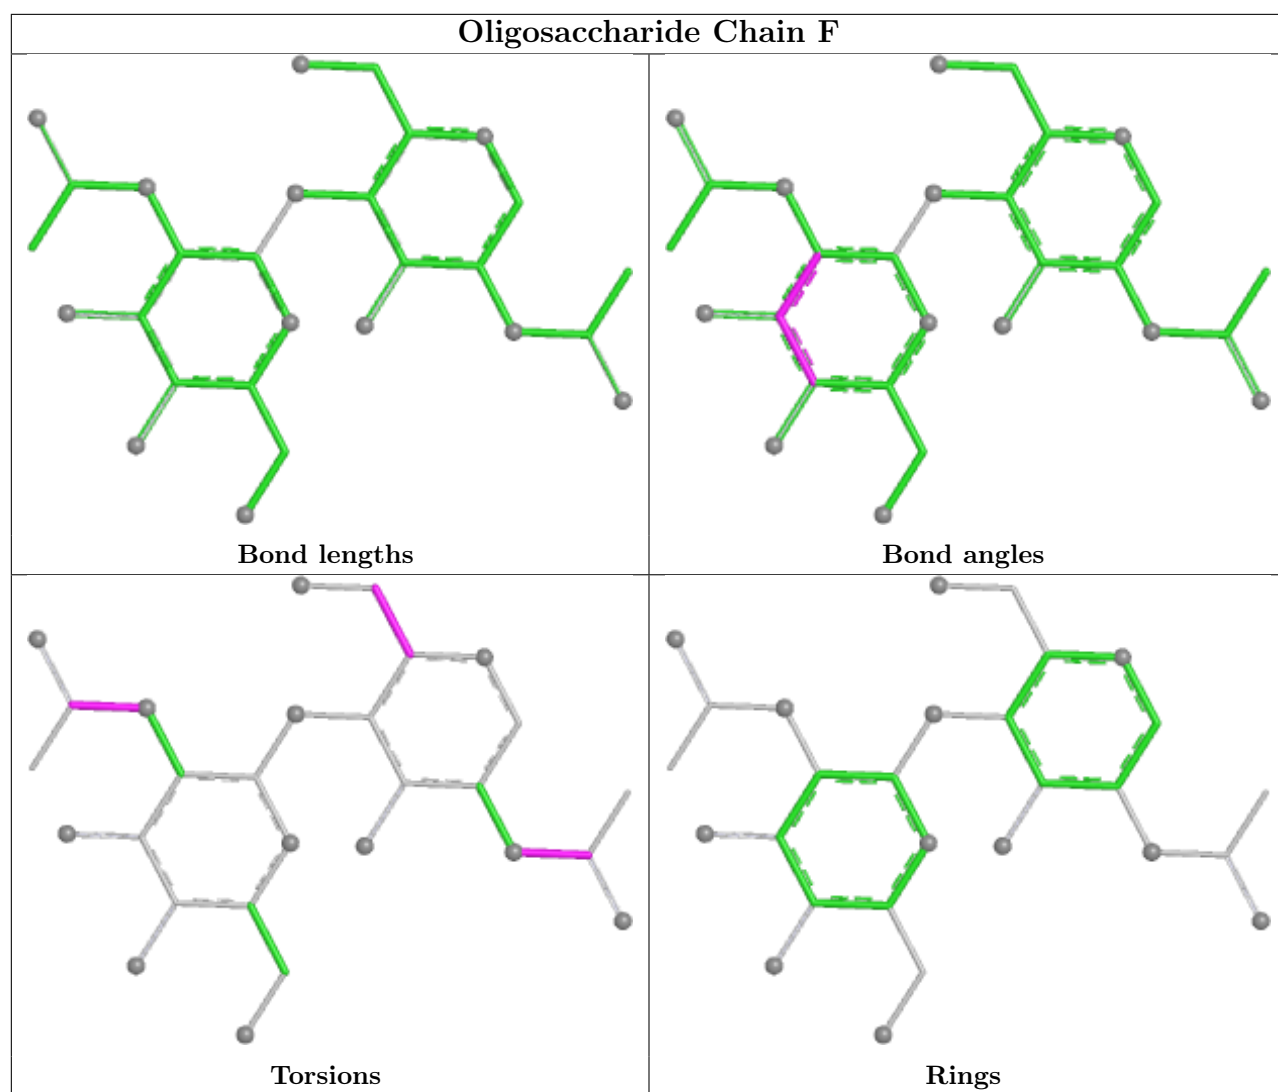 Oligosaccharide Chain F
Bond lengths
Bond angles
Torsions
Rings